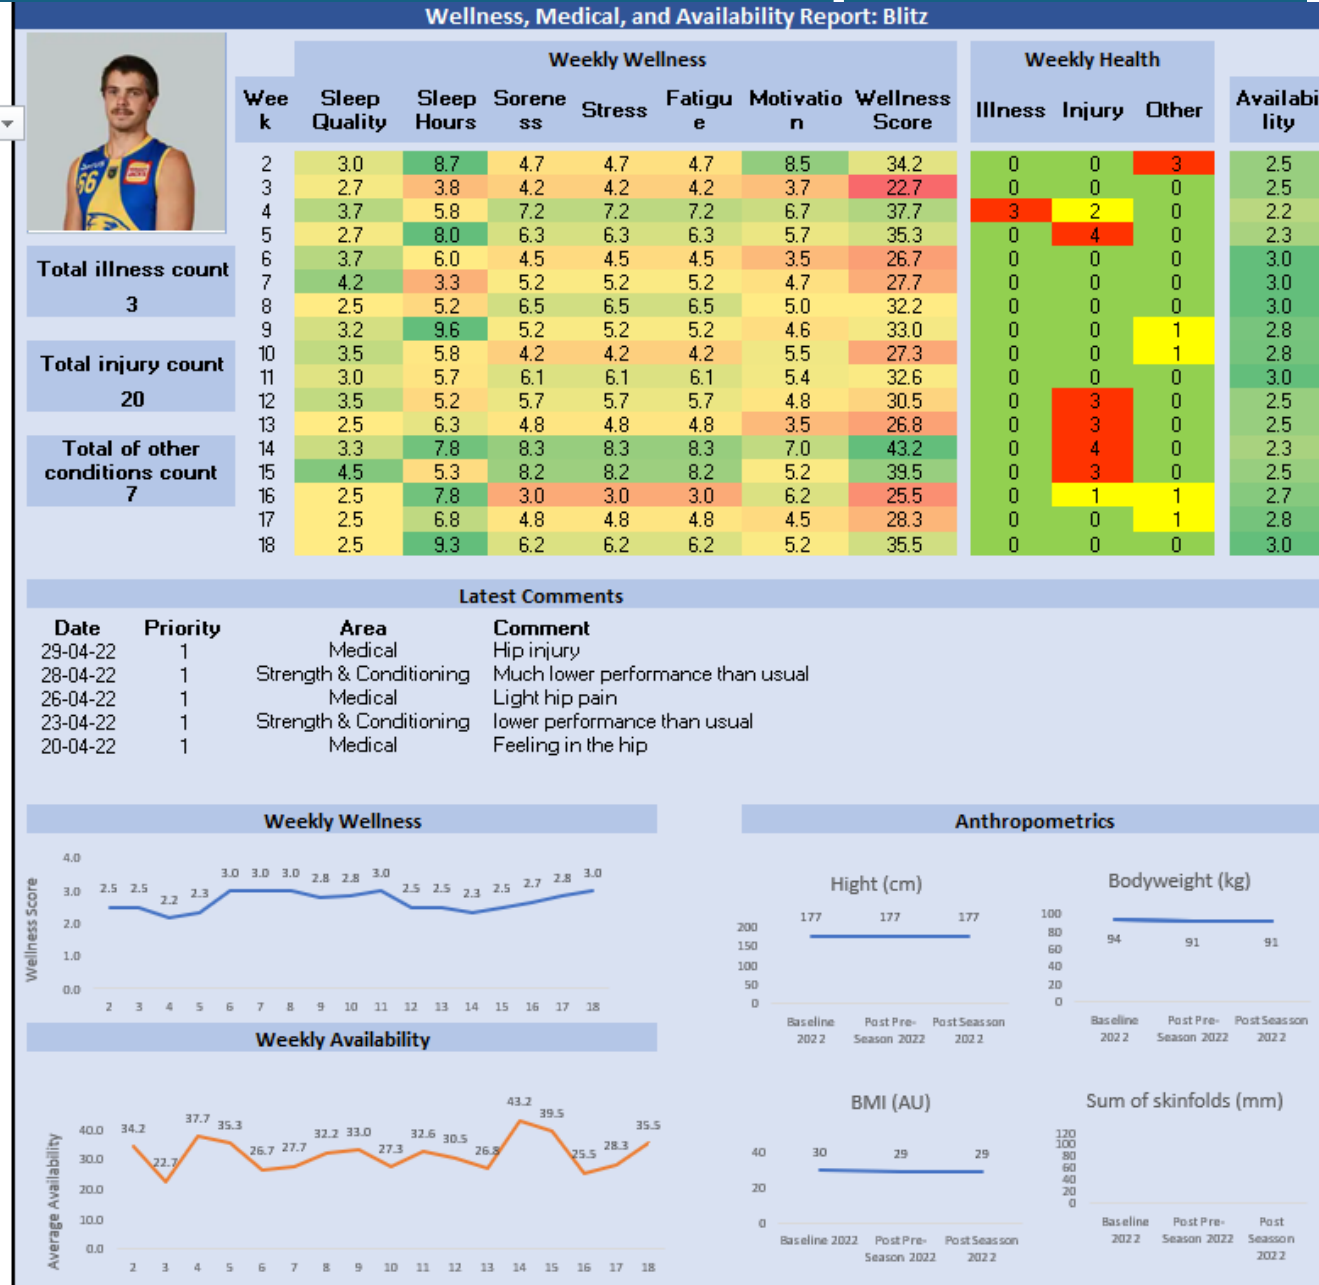 Wellness, Medical, and Availability Report: Blitz
56
Weekly Wellness Weekly Health
Wee k Sleep Quality Sleep Hours Sorene ss Stress Fatigu e Motivatio n Wellness Score Illness Injury Other Availabi lity
2 3.0 8.7 4.7 4.7 4.7 8.5 34.2 0 0 3 2.5
3 2.7 3.8 4.2 4.2 4.2 3.7 22.7 0 0 0 2.5
4 3.7 5.8 7.2 7.2 7.2 6.7 37.7 3 2 0 2.2
5 2.7 8.0 6.3 6.3 6.3 5.7 35.3 0 4 0 2.3
6 3.7 6.0 4.5 4.5 4.5 3.5 26.7 0 0 0 3.0
7 4.2 3.3 5.2 5.2 5.2 4.7 27.7 0 0 0 3.0
8 2.5 5.2 6.5 6.5 6.5 5.0 32.2 0 0 0 3.0
9 3.2 9.6 5.2 5.2 5.2 4.6 33.0 0 0 1 2.8
10 3.5 5.8 4.2 4.2 4.2 5.5 27.3 0 0 1 2.8
11 3.0 5.7 6.1 6.1 6.1 5.4 32.6 0 0 0 3.0
12 3.5 5.2 5.7 5.7 5.7 4.8 30.5 0 3 0 2.5
13 2.5 6.3 4.8 4.8 4.8 3.5 26.8 0 3 0 2.5
14 3.3 7.8 8.3 8.3 8.3 7.0 43.2 0 4 0 2.3
15 4.5 5.3 8.2 8.2 8.2 5.2 39.5 0 3 0 2.5
16 2.5 7.8 3.0 3.0 3.0 6.2 25.5 0 1 1 2.7
17 2.5 6.8 4.8 4.8 4.8 4.5 28.3 0 0 1 2.8
18 2.5 9.3 6.2 6.2 6.2 5.2 35.5 0 0 0 3.0
Total illness count
3
Total injury count
20
Total of other
conditions count
7
Latest Comments
Date Priority Area Comment
29-04-22 1 Medical Hip injury
28-04-22 1 Strength & Conditioning Much lower performance than usual
26-04-22 1 Medical Light hip pain
23-04-22 1 Strength & Conditioning lower performance than usual
20-04-22 1 Medical Feeling in the hip
Weekly Wellness
Wellness Score
4.0
3.0
2.0
1.0
0.0
2.5 2.5 2.2 2.3 3.0 3.0 3.0 2.8 2.8 3.0 2.5 2.5 2.3 2.5 2.7 2.8 3.0
2 3 4 5 6 7 8 9 10 11 12 13 14 15 16 17 18
Weekly Availability
Average Availability
40.0
30.0
20.0
10.0
0.0
34.2 22.7 37.7 35.3 26.7 27.7 32.2 33.0 27.3 32.6 30.5 26.8 43.2 39.5 25.5 28.3 35.5
2 3 4 5 6 7 8 9 10 11 12 13 14 15 16 17 18
Anthropometrics
Hight (cm)
177 177 177
200
150
100
50
0
Baseline 2022 Post Pre-Season 2022 Post Seasson 2022
Bodyweight (kg)
100
80
60
40
20
0
94 91 91
Baseline 2022 Post Pre-Season 2022 Post Seasson 2022
BMI (AU)
40
20
0
30 29 29
Baseline 2022 Post Pre-Season 2022 Post Seasson 2022
Sum of skinfolds (mm)
120
100
80
60
40
20
0
Baseline 2022 Post Pre-Season 2022 Post Seasson 2022